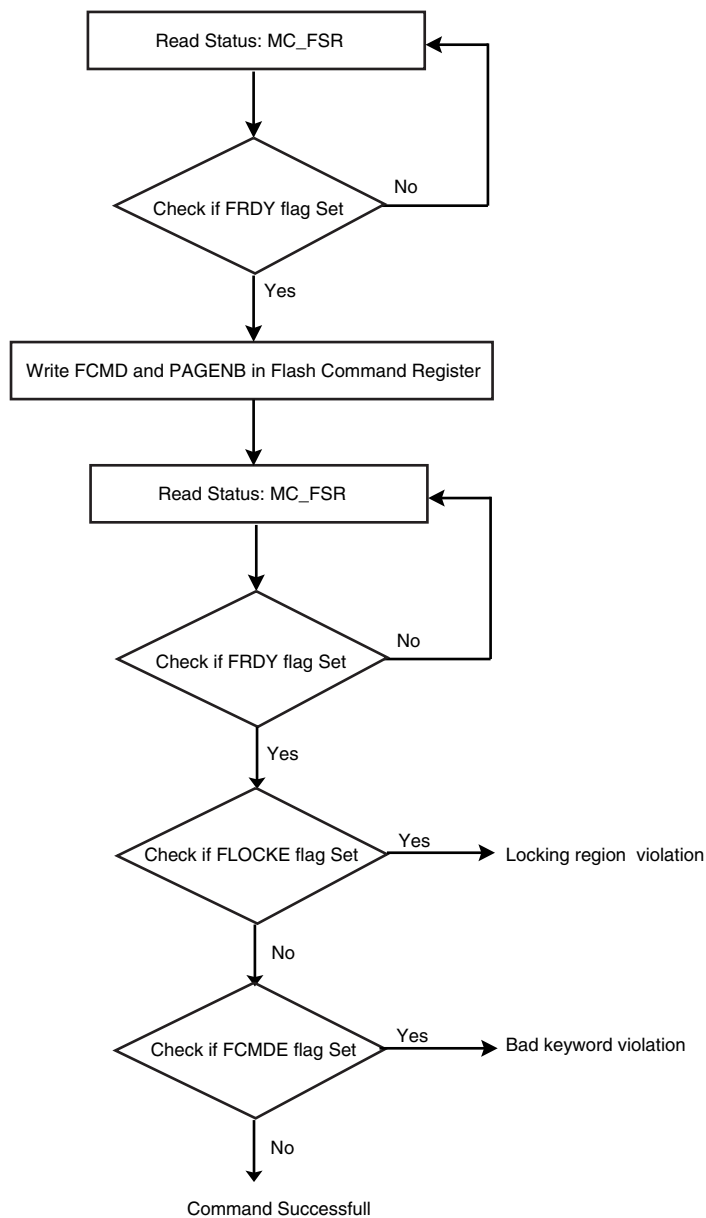 Read Status: MC_FSR
No
Check if FRDY flag Set
Yes
Write FCMD and PAGENB in Flash Command Register
Read Status: MC_FSR
No
Check if FRDY flag Set
Yes
Check if FLOCKE flag Set
Yes
Locking region violation
No
Check if FCMDE flag Set
Yes
Bad keyword violation
No
Command Successfull